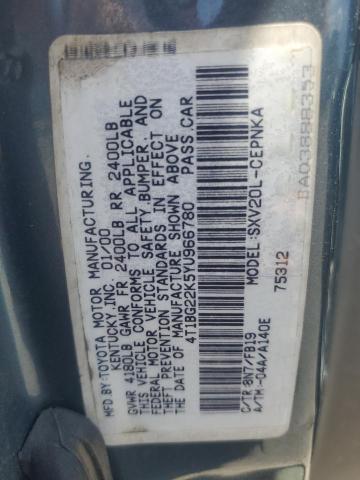 MFD. BY: TOYOTA MOTOR MANUFACTURING,
KENTUCKY, INC. 01/00
GVWR 4180LB GAWR FR 2400LB RR 2400LB
THIS VEHICLE CONFORMS TO ALL APPLICABLE
FEDERAL MOTOR VEHICLE SAFETY, BUMPER, AND
THEFT PREVENTION STANDARDS IN EFFECT ON
THE DATE OF MANUFACTURE SHOWN ABOVE
4T1BG22K5YU966780 PASS.CAR
MODEL:SXV20L-CEPNKA
75312
C/TR:8N7/FB19
A/TM:-04A/A140E
BA03888353